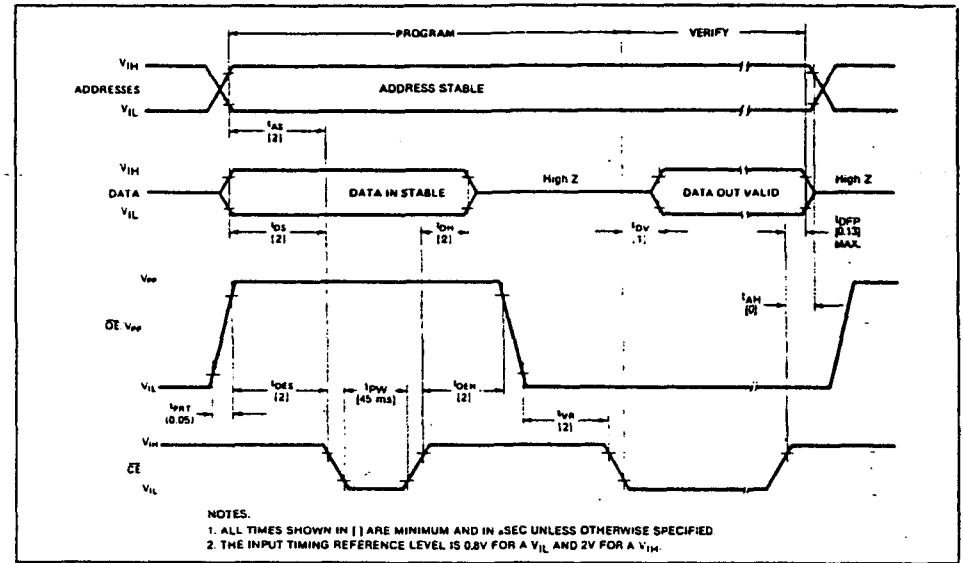 PROGRAM
VERIFY
VIH
ADDRESSES
VIL
ADDRESS STABLE
tAS
[2]
VIH
DATA
VIL
DATA IN STABLE
High Z
DATA OUT VALID
High Z
tDS
[2]
tDH
[2]
tDV
[1]
tDFP
[0.13]
MAX.
tAH
[0]
VPP
OE. VPP
VIL
tOES
[2]
tPW
[45 ms]
tOEH
[2]
tPRT
(0.05)
tVR
[2]
VIH
CE
VIL
NOTES.
1. ALL TIMES SHOWN IN [ ] ARE MINIMUM AND IN µSEC UNLESS OTHERWISE SPECIFIED
2. THE INPUT TIMING REFERENCE LEVEL IS 0.8V FOR A VIL AND 2V FOR A VIH.